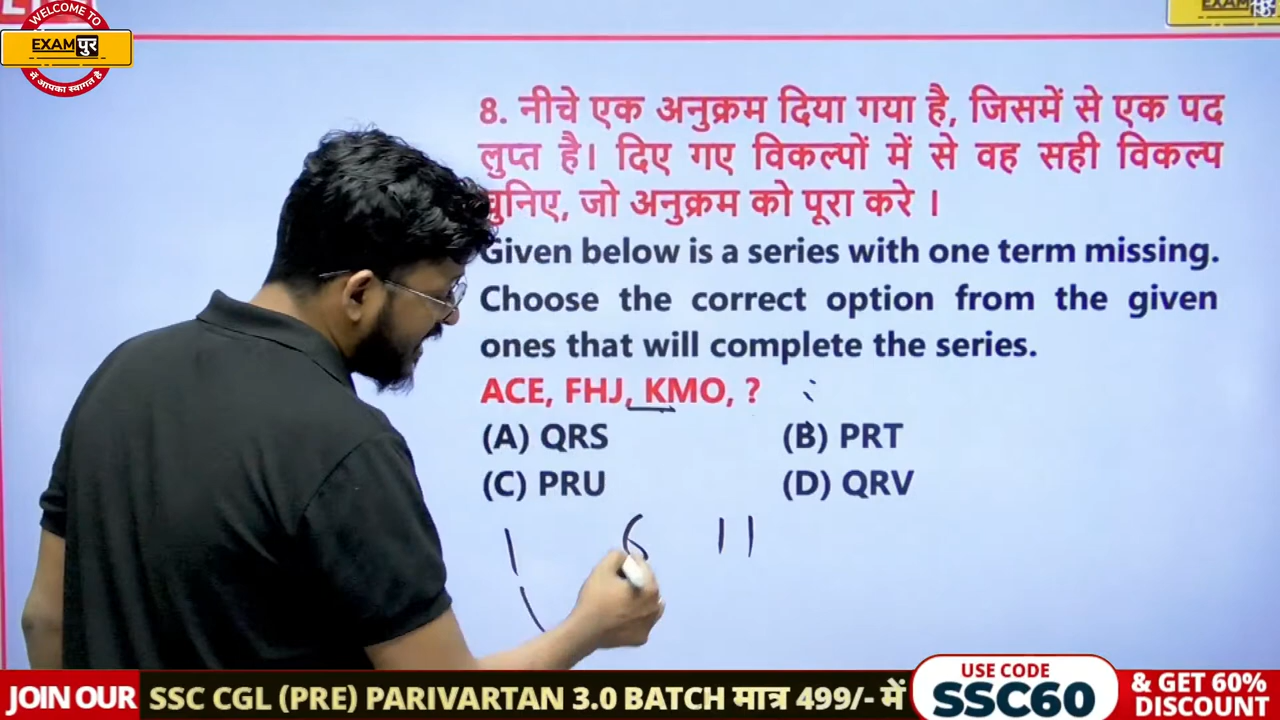 WELCOME TO
EXAMपुर
में आपका स्वागत है
8. नीचे एक अनुक्रम दिया गया है, जिसमें से एक पद
लुप्त है। दिए गए विकल्पों में से वह सही विकल्प
चुनिए, जो अनुक्रम को पूरा करे ।
Given below is a series with one term missing.
Choose the correct option from the given
ones that will complete the series.
ACE, FHJ, KMO, ?
(A) QRS (B) PRT
(C) PRU (D) QRV
1 6 11
JOIN OUR SSC CGL (PRE) PARIVARTAN 3.0 BATCH मात्र 499/- में
USE CODE
SSC60
& GET 60%
DISCOUNT